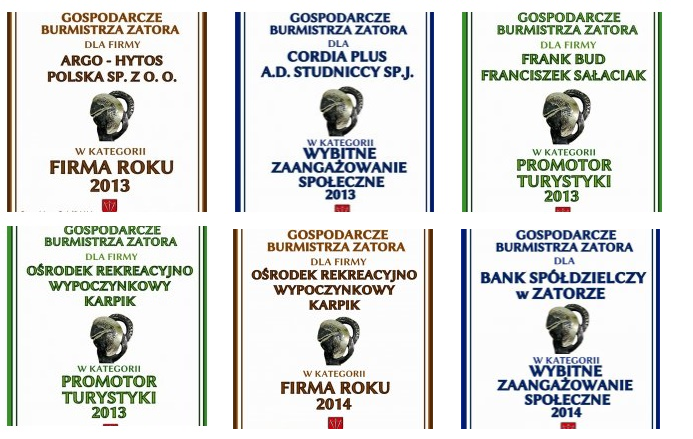 GOSPODARCZE
BURMISTRZA ZATORA
DLA FIRMY
ARGO - HYTOS
POLSKA SP. Z O. O.
W KATEGORII
FIRMA ROKU
2013
GOSPODARCZE
BURMISTRZA ZATORA
DLA
CORDIA PLUS
A.D. STUDNICCY SP.J.
W KATEGORII
WYBITNE
ZAANGAŻOWANIE
SPOŁECZNE
2013
GOSPODARCZE
BURMISTRZA ZATORA
DLA FIRMY
FRANK BUD
FRANCISZEK SAŁACIAK
W KATEGORII
PROMOTOR
TURYSTYKI
2013
GOSPODARCZE
BURMISTRZA ZATORA
DLA FIRMY
OŚRODEK REKREACYJNO
WYPOCZYNKOWY
KARPIK
W KATEGORII
PROMOTOR
TURYSTYKI
2013
GOSPODARCZE
BURMISTRZA ZATORA
DLA FIRMY
OŚRODEK REKREACYJNO
WYPOCZYNKOWY
KARPIK
W KATEGORII
FIRMA ROKU
2014
GOSPODARCZE
BURMISTRZA ZATORA
DLA
BANK SPÓŁDZIELCZY
w ZATORZE
W KATEGORII
WYBITNE
ZAANGAŻOWANIE
SPOŁECZNE
2014